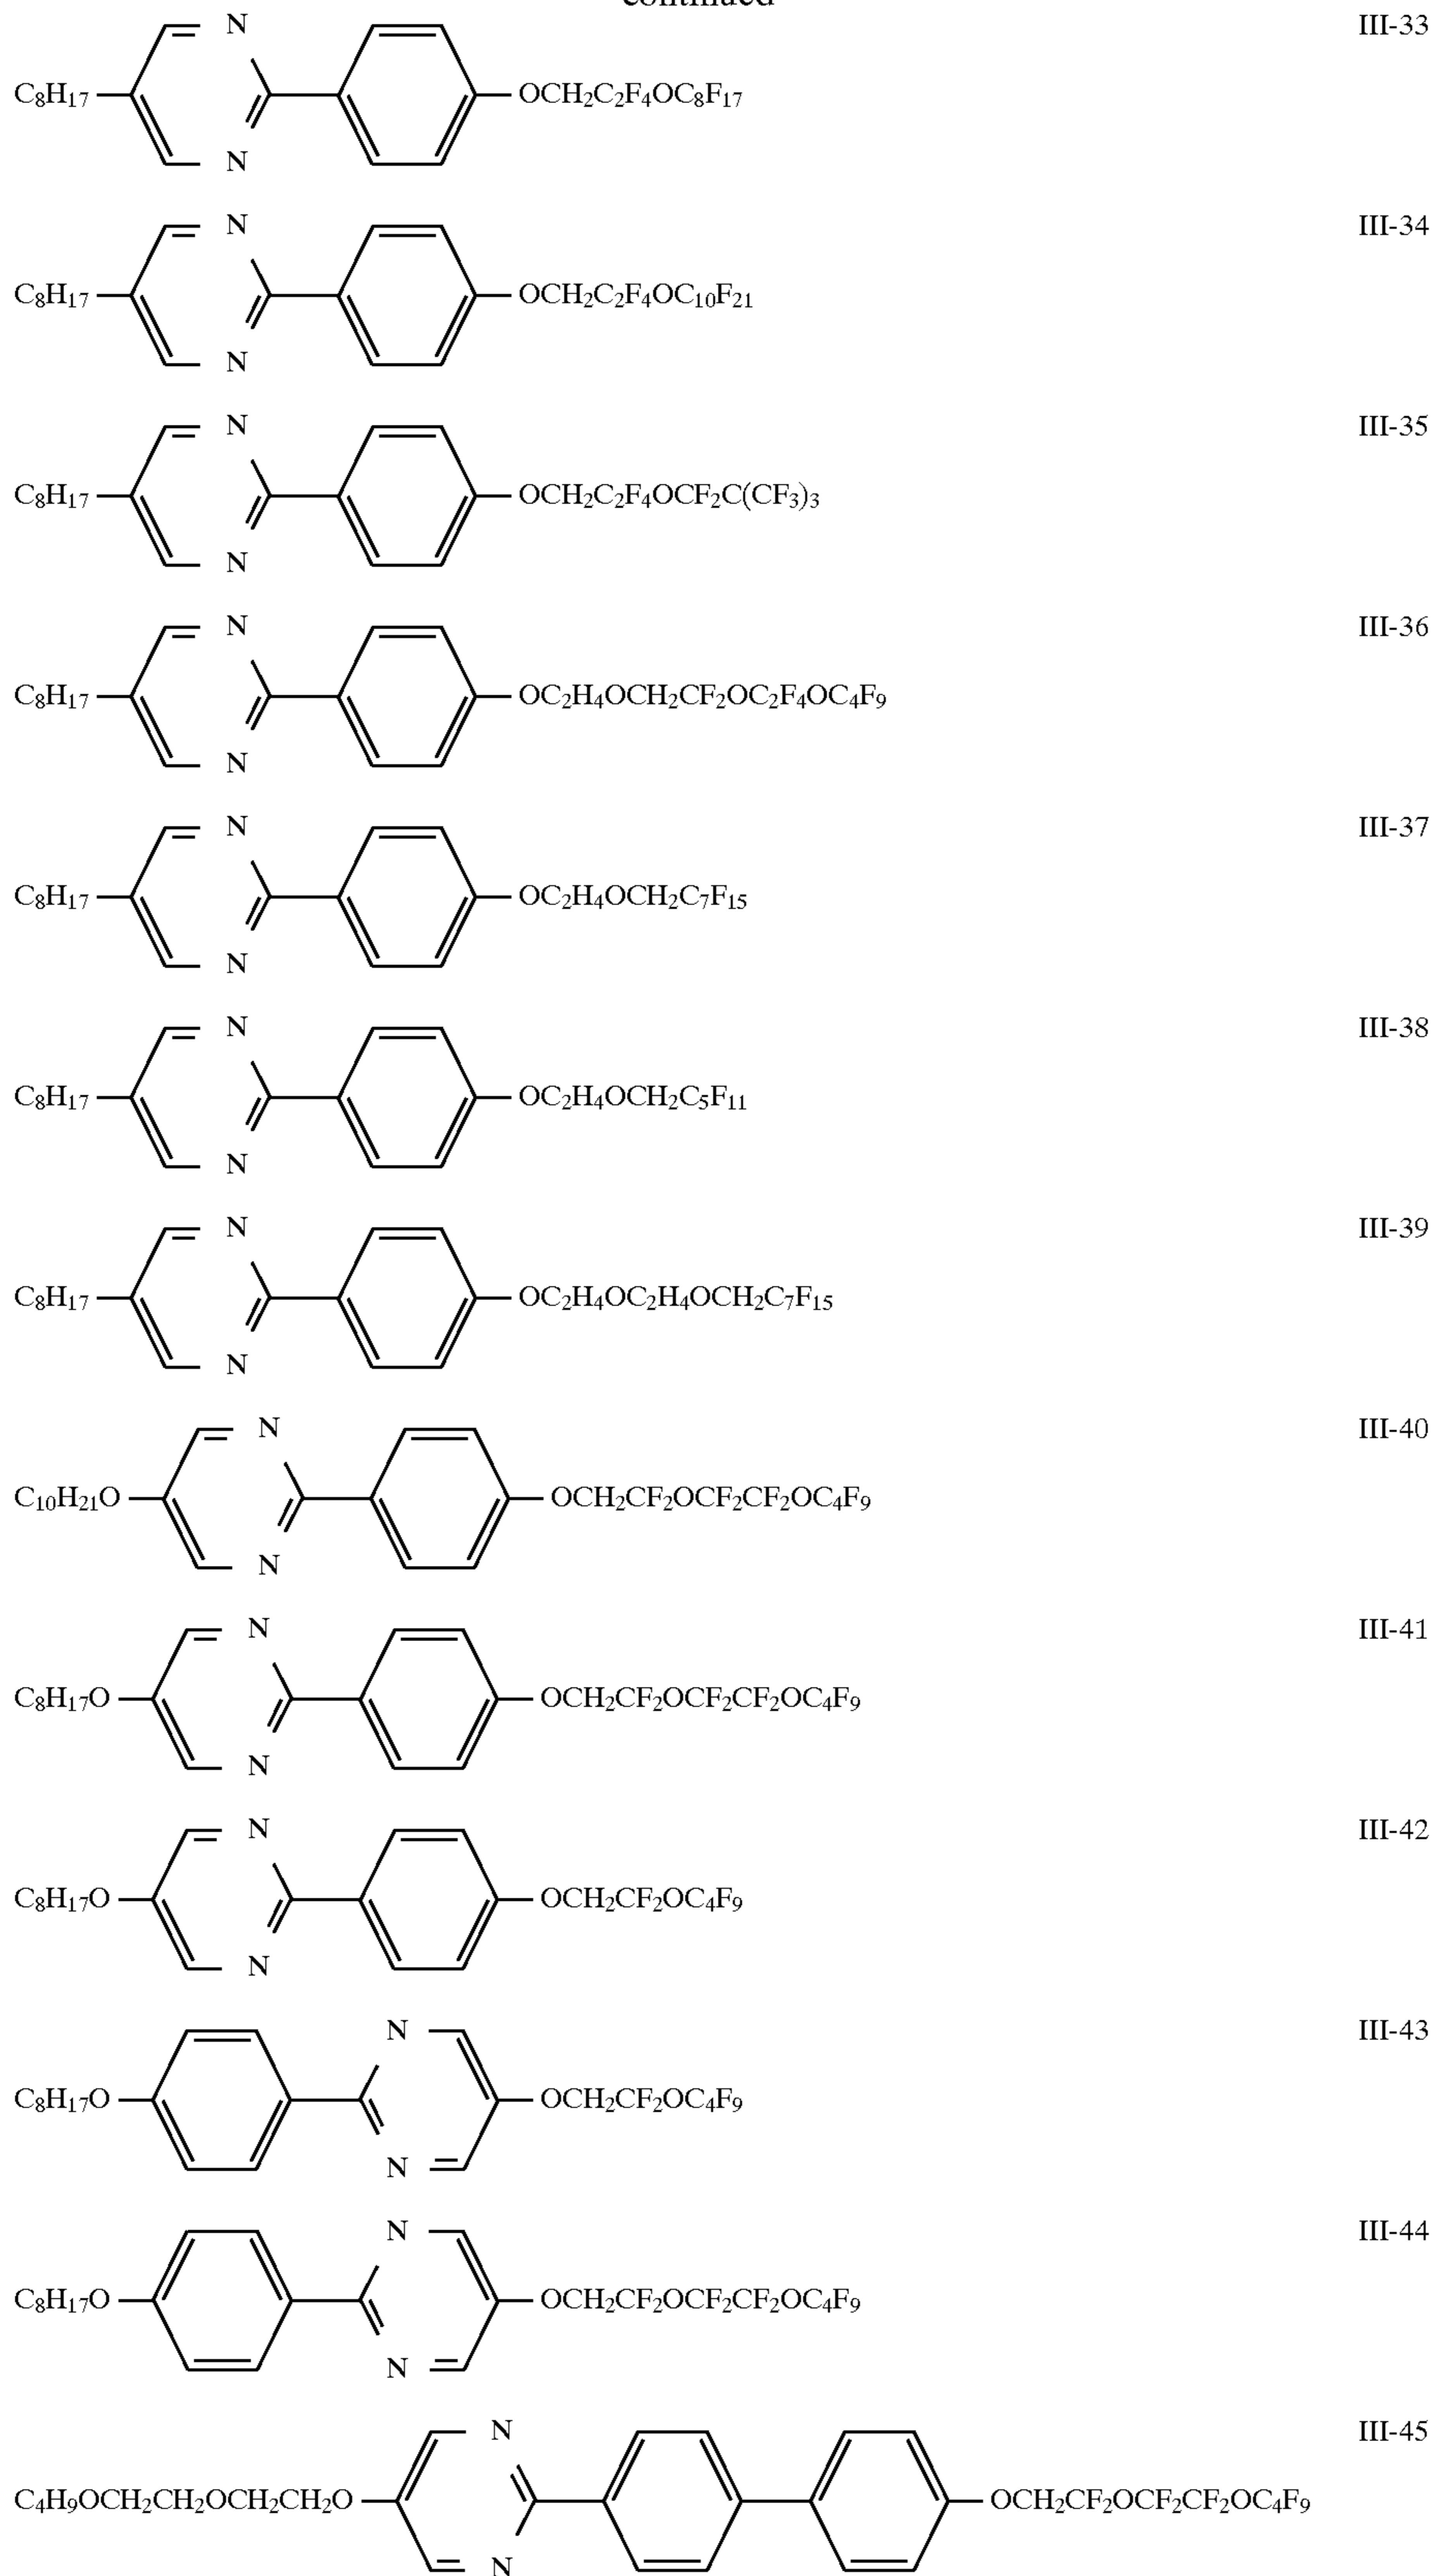 continued
III-33
N
C₈H₁₇ OCH₂C₂F₄OC₈F₁₇
N
III-34
N
C₈H₁₇ OCH₂C₂F₄OC₁₀F₂₁
N
III-35
N
C₈H₁₇ OCH₂C₂F₄OCF₂C(CF₃)₃
N
III-36
N
C₈H₁₇ OC₂H₄OCH₂CF₂OC₂F₄OC₄F₉
N
III-37
N
C₈H₁₇ OC₂H₄OCH₂C₇F₁₅
N
III-38
N
C₈H₁₇ OC₂H₄OCH₂C₅F₁₁
N
III-39
N
C₈H₁₇ OC₂H₄OC₂H₄OCH₂C₇F₁₅
N
III-40
N
C₁₀H₂₁O OCH₂CF₂OCF₂CF₂OC₄F₉
N
III-41
N
C₈H₁₇O OCH₂CF₂OCF₂CF₂OC₄F₉
N
III-42
N
C₈H₁₇O OCH₂CF₂OC₄F₉
N
III-43
N
C₈H₁₇O OCH₂CF₂OC₄F₉
N
III-44
N
C₈H₁₇O OCH₂CF₂OCF₂CF₂OC₄F₉
N
III-45
N
C₄H₉OCH₂CH₂OCH₂CH₂O OCH₂CF₂OCF₂CF₂OC₄F₉
N